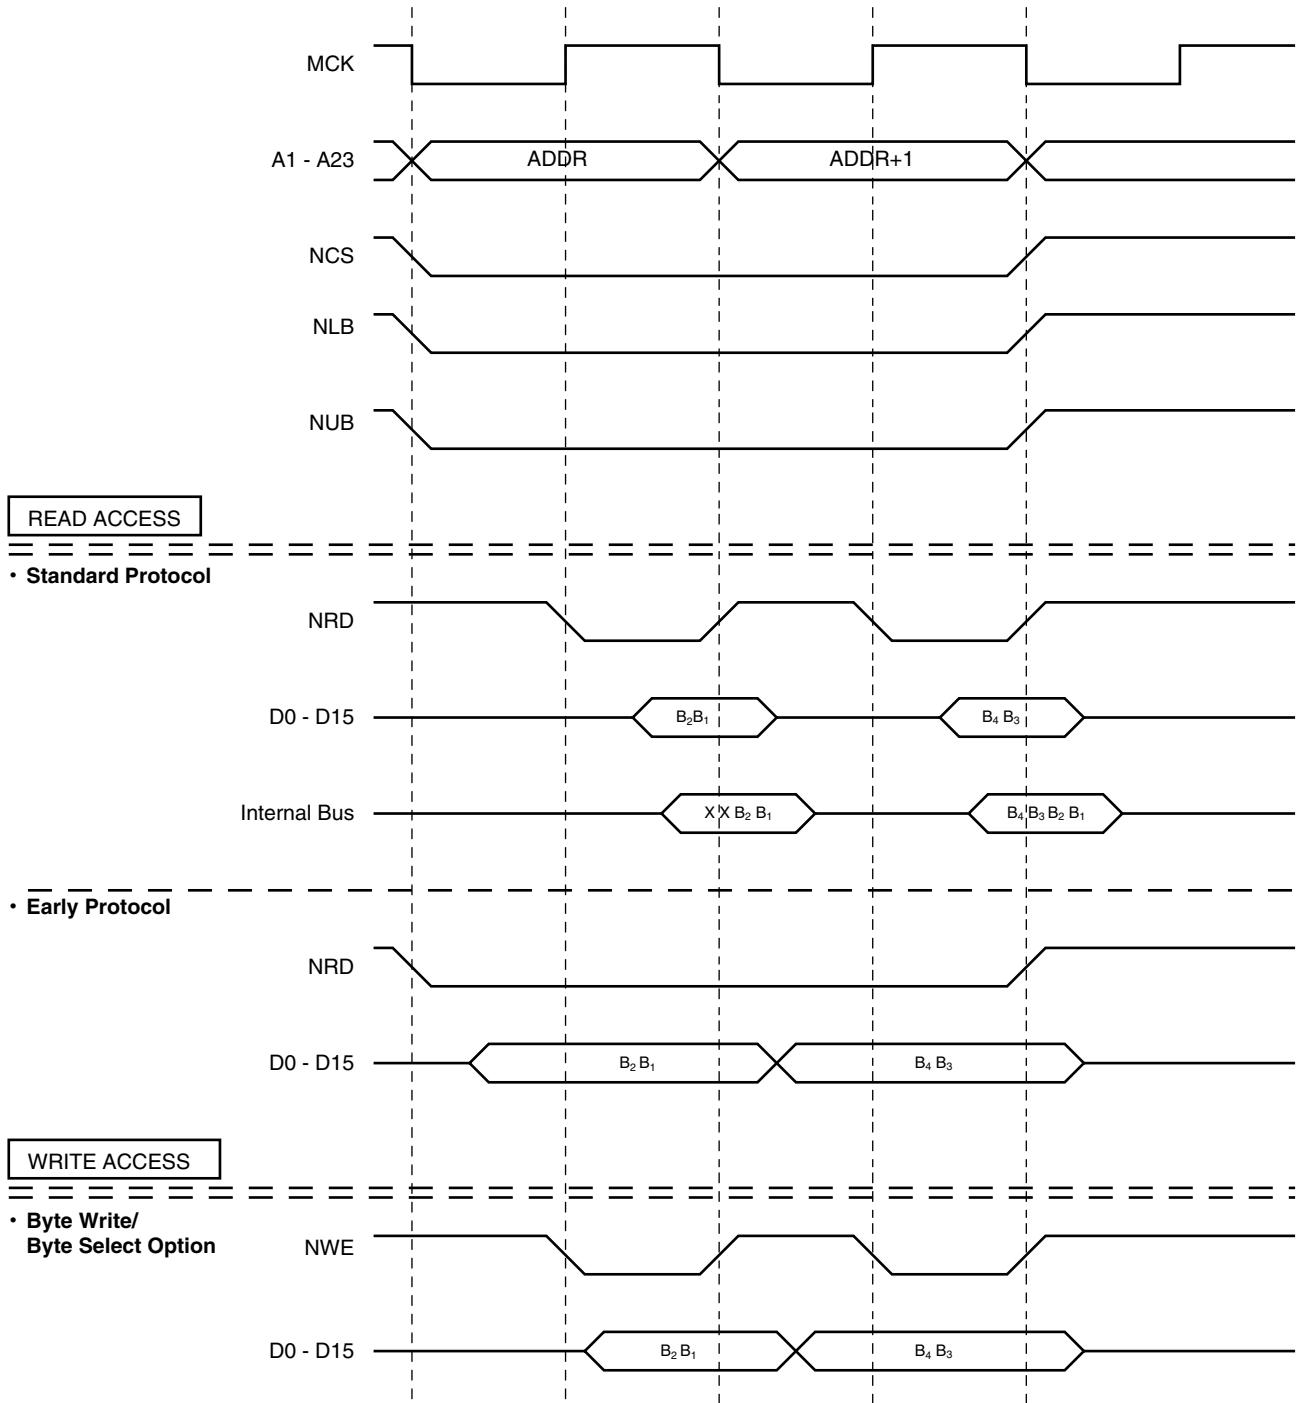 MCK
A1 - A23 ADDR ADDR+1
NCS
NLB
NUB
READ ACCESS
• Standard Protocol
NRD
D0 - D15 B₂B₁ B₄ B₃
Internal Bus X X B₂ B₁ B₄ B₃ B₂ B₁
• Early Protocol
NRD
D0 - D15 B₂ B₁ B₄ B₃
WRITE ACCESS
• Byte Write/
Byte Select Option NWE
D0 - D15 B₂ B₁ B₄ B₃